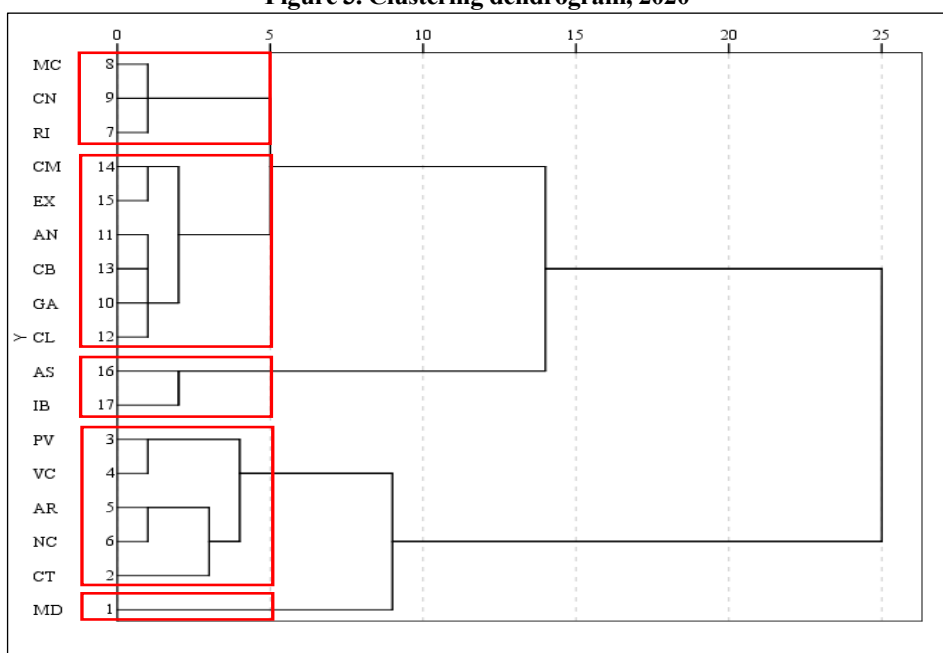 Figure 3. Clustering dendrogram, 2020
0 5 10 15 20 25
MC 8
CN 9
RI 7
CM 14
EX 15
AN 11
CB 13
GA 10
Y CL 12
AS 16
IB 17
PV 3
VC 4
AR 5
NC 6
CT 2
MD 1